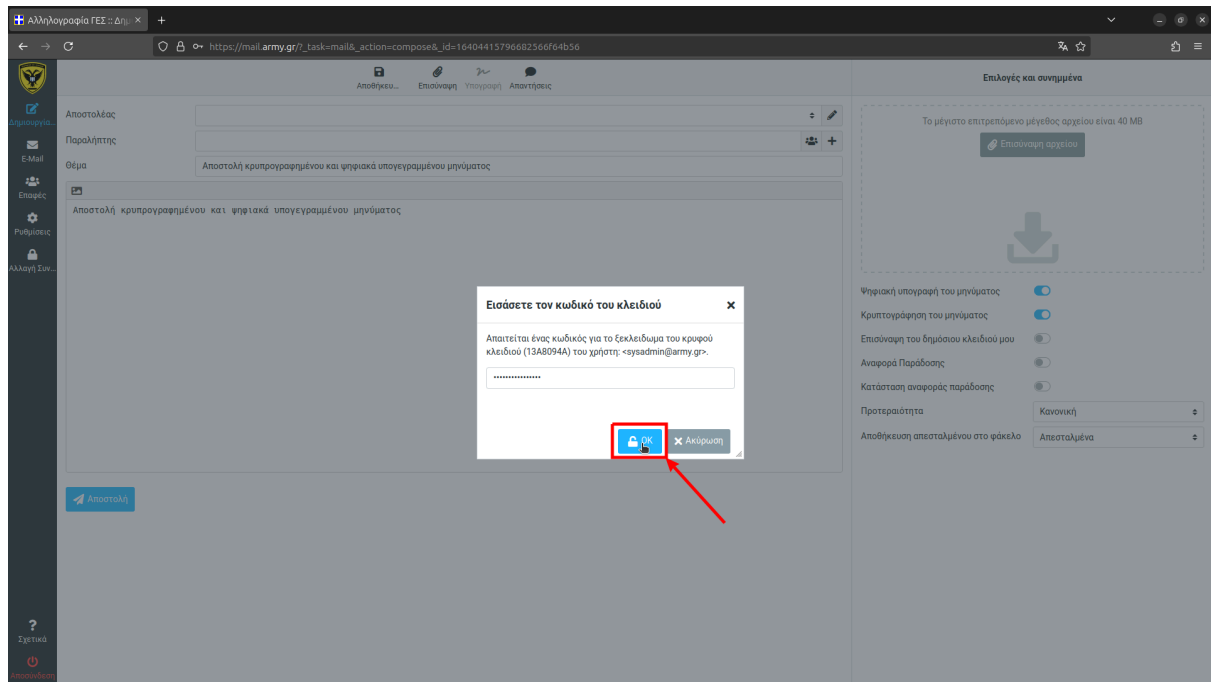 Αλληλογραφία ΓΕΣ :: Δημ
https://mail.army.gr/?_task=mail&_action=compose&_id=16404415796682566f64b56
Δημιουργία...
E-Mail
Επαφές
Ρυθμίσεις
Αλλαγή Συν...
Σχετικά
Αποσύνδεση
Αποθήκευ...
Επισύναψη
Υπογραφή
Απαντήσεις
Αποστολέας
Παραλήπτης
Θέμα
Αποστολή κρυπρογραφημένου και ψηφιακά υπογεγραμμένου μηνύματος
Αποστολή κρυπρογραφημένου και ψηφιακά υπογεγραμμένου μηνύματος
Αποστολή
Εισάσετε τον κωδικό του κλειδιού
Απαιτείται ένας κωδικός για το ξεκλείδωμα του κρυφού
κλειδιού (13A8094A) του χρήστη: <sysadmin@army.gr>.
OK
Ακύρωση
Επιλογές και συνημμένα
Το μέγιστο επιτρεπόμενο μέγεθος αρχείου είναι 40 MB
Επισύναψη αρχείου
Ψηφιακή υπογραφή του μηνύματος
Κρυπτογράφηση του μηνύματος
Επισύναψη του δημόσιου κλειδιού μου
Αναφορά Παράδοσης
Κατάσταση αναφοράς παράδοσης
Προτεραιότητα
Κανονική
Αποθήκευση απεσταλμένου στο φάκελο
Απεσταλμένα